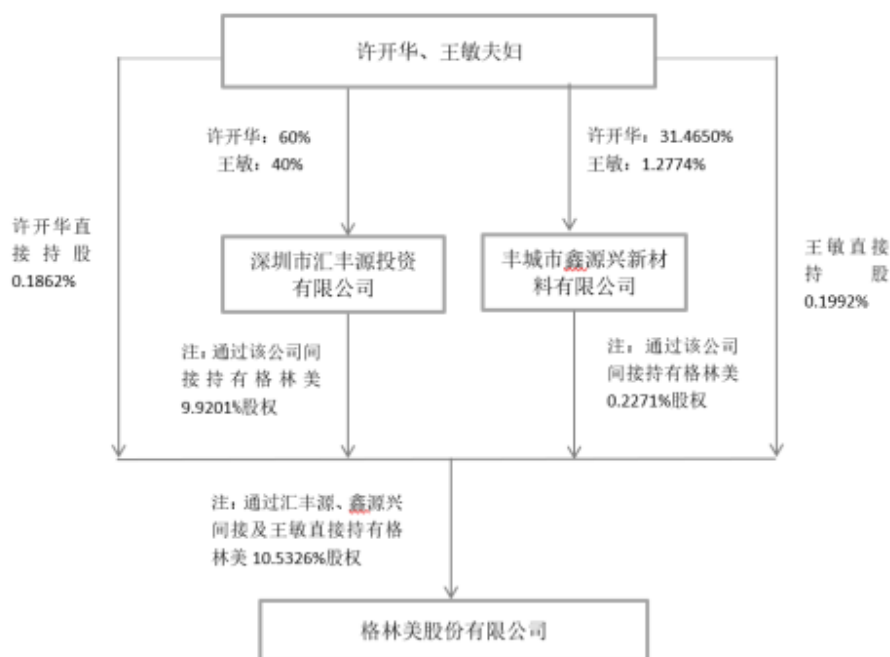 许开华、王敏夫妇
许开华：60%
王敏：40%
许开华：31.4650%
王敏：1.2774%
许开华直
接持股
0.1862%
深圳市汇丰源投资
有限公司
丰城市鑫源兴新材
料有限公司
王敏直接
持股
0.1992%
注：通过该公司间
接持有格林美
9.9201%股权
注：通过该公司
间接持有格林美
0.2271%股权
注：通过汇丰源、鑫源兴
间接及王敏直接持有格
林美 10.5326%股权
格林美股份有限公司